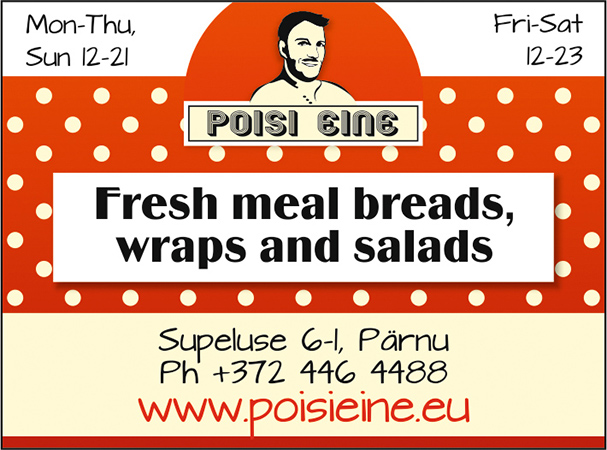 Mon-Thu,
Sun 12-21
Fri-Sat
12-23
POISI EINE
Fresh meal breads,
wraps and salads
Supeluse 6-1, Pärnu
Ph +372 446 4488
www.poisieine.eu